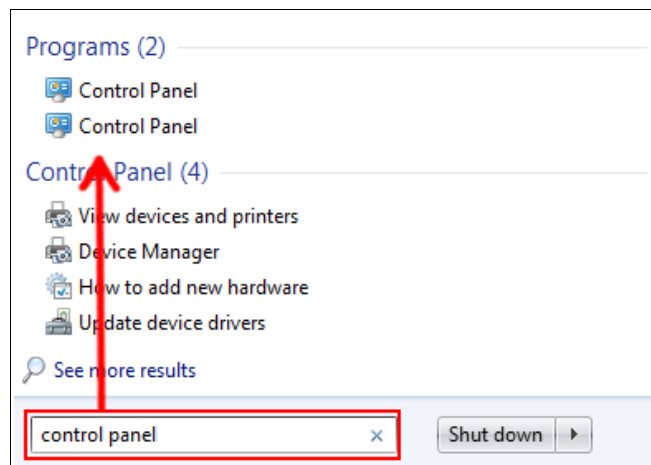 Programs (2)
Control Panel
Control Panel
Control Panel (4)
View devices and printers
Device Manager
How to add new hardware
Update device drivers
See more results
control panel
Shut down